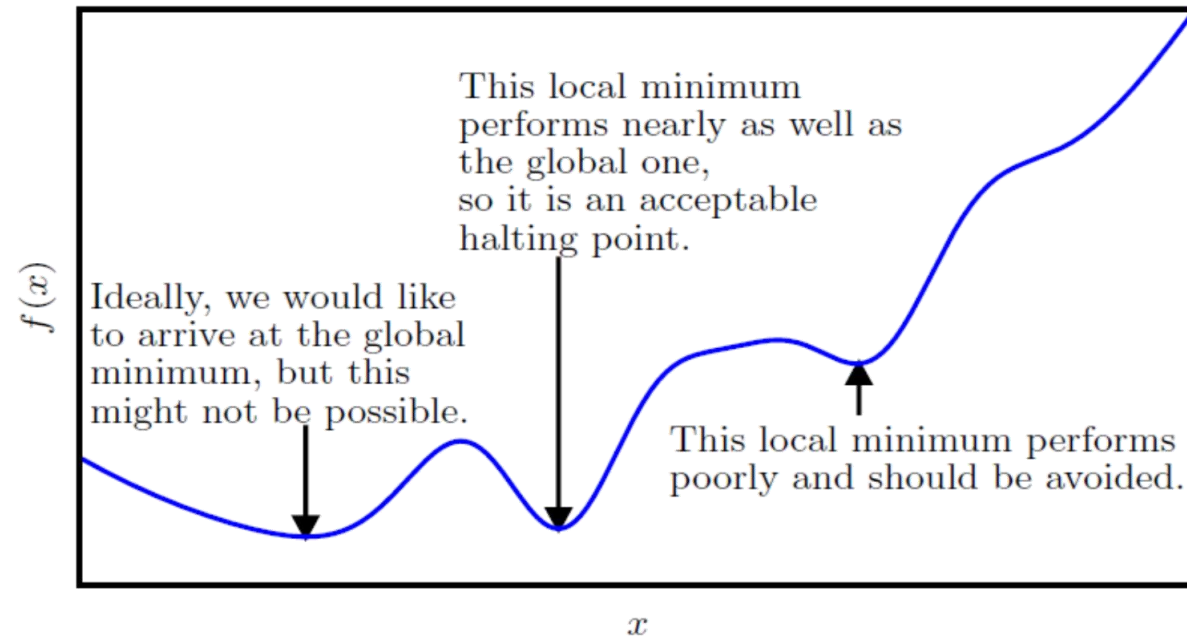 This local minimum
performs nearly as well as
the global one,
so it is an acceptable
halting point.
Ideally, we would like
to arrive at the global
minimum, but this
might not be possible.
This local minimum performs
poorly and should be avoided.
f(x)
x